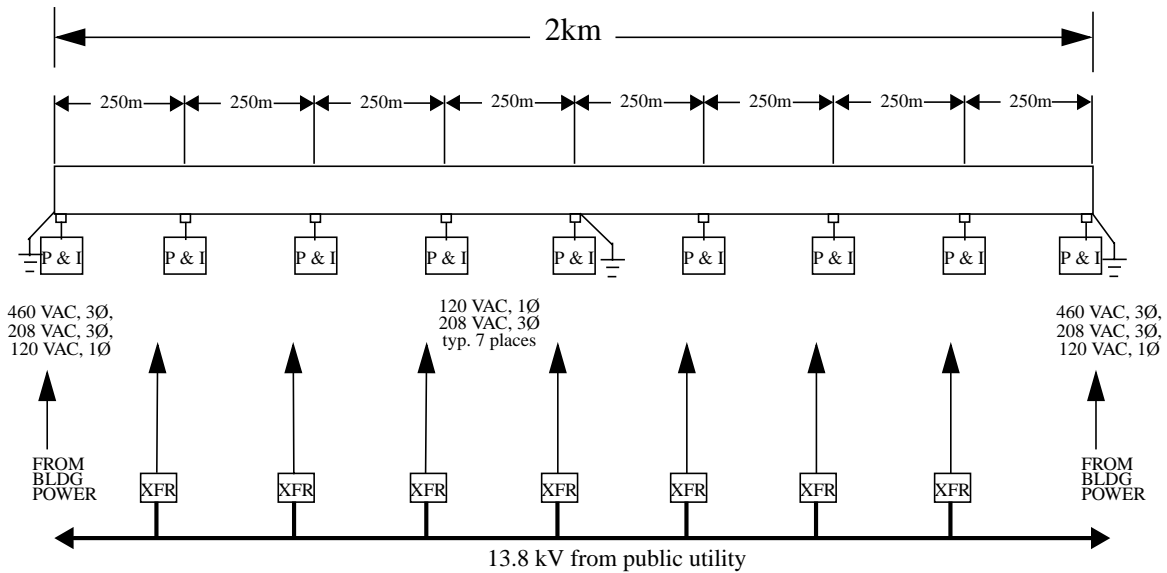 2km
250m 250m 250m 250m 250m 250m 250m 250m
P & I P & I P & I P & I P & I P & I P & I P & I P & I
460 VAC, 3Ø,
208 VAC, 3Ø,
120 VAC, 1Ø
120 VAC, 1Ø
208 VAC, 3Ø
typ. 7 places
460 VAC, 3Ø,
208 VAC, 3Ø,
120 VAC, 1Ø
FROM
BLDG
POWER
XFR XFR XFR XFR XFR XFR XFR
FROM
BLDG
POWER
13.8 kV from public utility